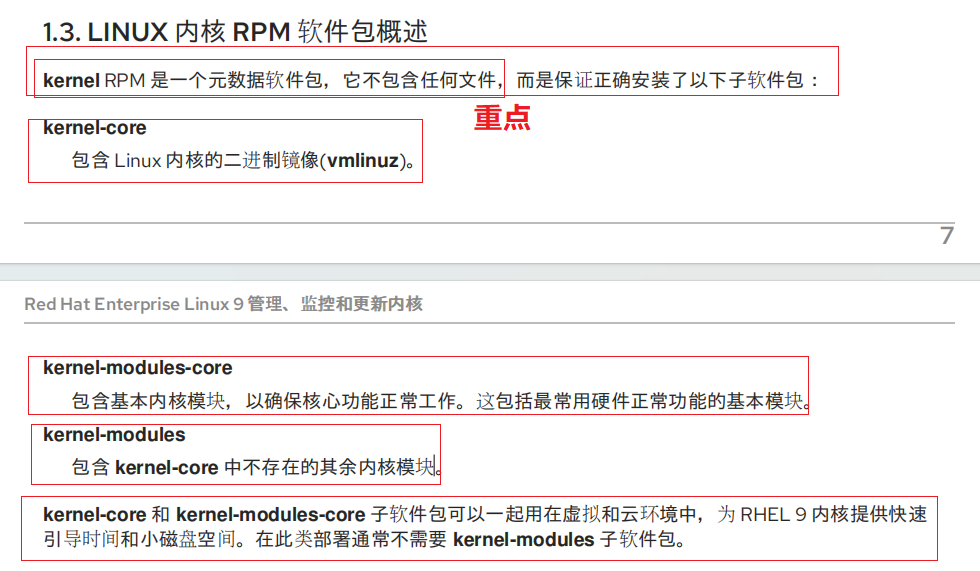 1.3. LINUX 内核 RPM 软件包概述
kernel RPM 是一个元数据软件包，它不包含任何文件，而是保证正确安装了以下子软件包：
重点
kernel-core
包含 Linux 内核的二进制镜像(vmlinuz)。
7
Red Hat Enterprise Linux 9 管理、监控和更新内核
kernel-modules-core
包含基本内核模块，以确保核心功能正常工作。这包括最常用硬件正常功能的基本模块。
kernel-modules
包含 kernel-core 中不存在的其余内核模块。
kernel-core 和 kernel-modules-core 子软件包可以一起用在虚拟和云环境中，为 RHEL 9 内核提供快速
引导时间和小磁盘空间。在此类部署通常不需要 kernel-modules 子软件包。